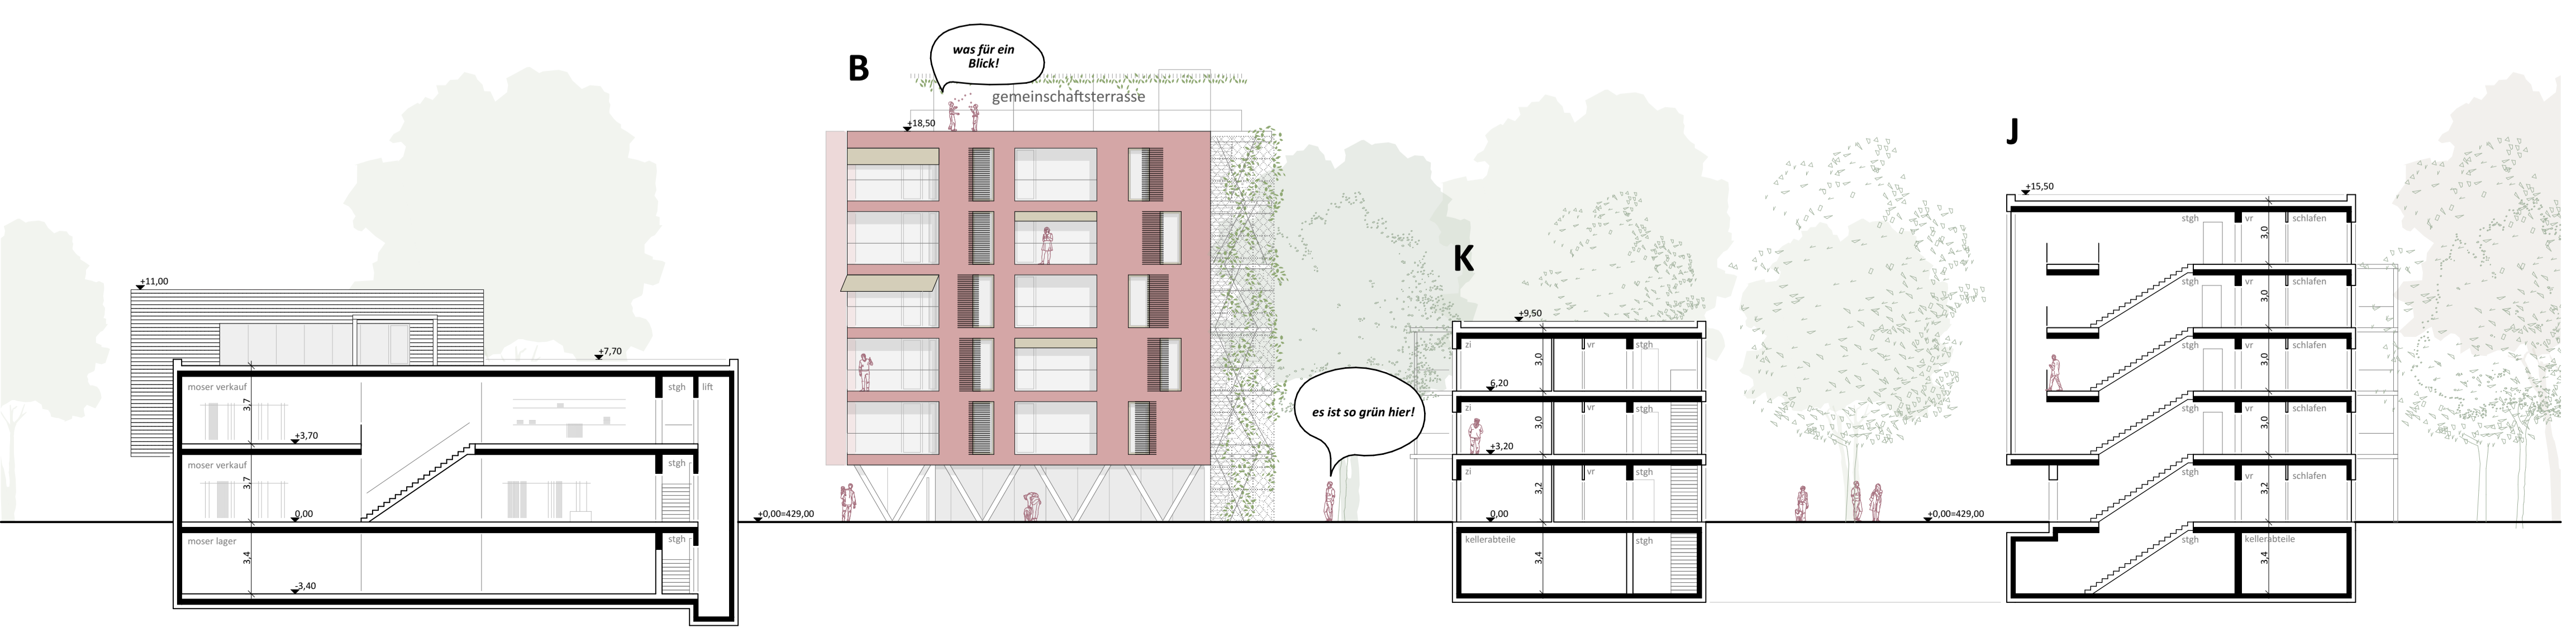 +11,00
+7,70
moser verkauf
stgh
lift
3,7
+3,70
moser verkauf
stgh
3,7
0,00
moser lager
stgh
3,4
-3,40
+0,00=429,00
B
was für ein
Blick!
gemeinschaftsterrasse
+18,50
es ist so grün hier!
K
+9,50
zi
vr
stgh
3,0
6,20
zi
vr
stgh
3,0
+3,20
zi
vr
stgh
3,2
0,00
kellerabteile
stgh
3,4
+0,00=429,00
J
+15,50
stgh
vr
schlafen
3,0
stgh
vr
schlafen
3,0
stgh
vr
schlafen
3,0
stgh
vr
schlafen
3,0
stgh
vr
schlafen
3,2
stgh
kellerabteile
3,4